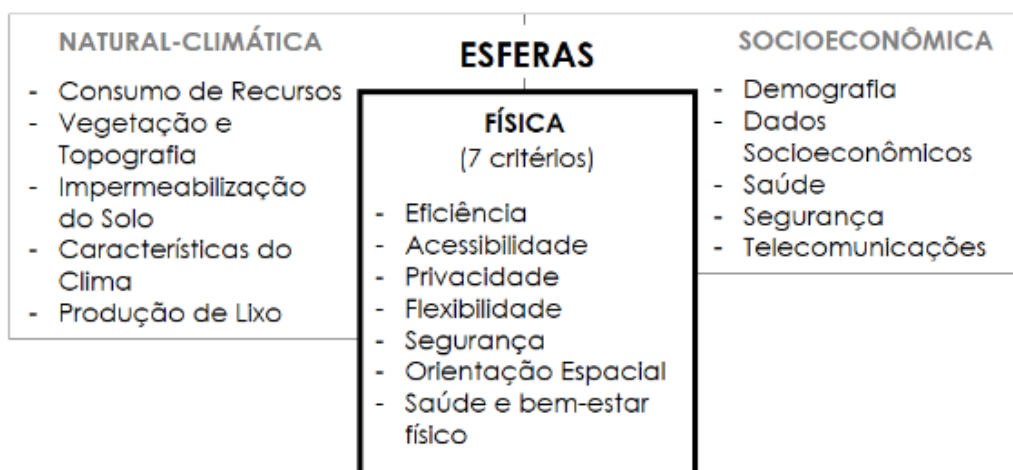 NATURAL-CLIMÁTICA
- Consumo de Recursos
- Vegetação e
Topografia
- Impermeabilização
do Solo
- Características do
Clima
- Produção de Lixo
ESFERAS
FÍSICA
(7 critérios)
- Eficiência
- Acessibilidade
- Privacidade
- Flexibilidade
- Segurança
- Orientação Espacial
- Saúde e bem-estar
físico
SOCIOECONÔMICA
- Demografia
- Dados
Socioeconômicos
- Saúde
- Segurança
- Telecomunicações